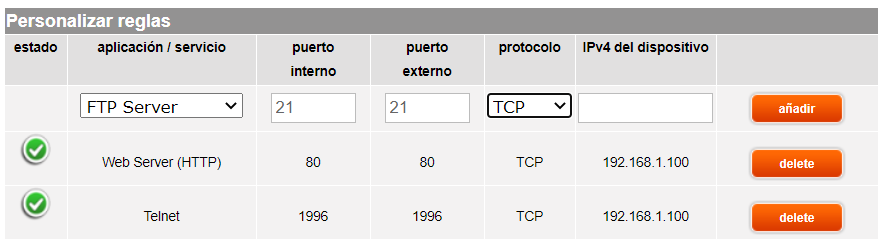 Personalizar reglas
estado aplicación / servicio puerto interno puerto externo protocolo IPv4 del dispositivo
FTP Server 21 21 TCP añadir
Web Server (HTTP) 80 80 TCP 192.168.1.100 delete
Telnet 1996 1996 TCP 192.168.1.100 delete